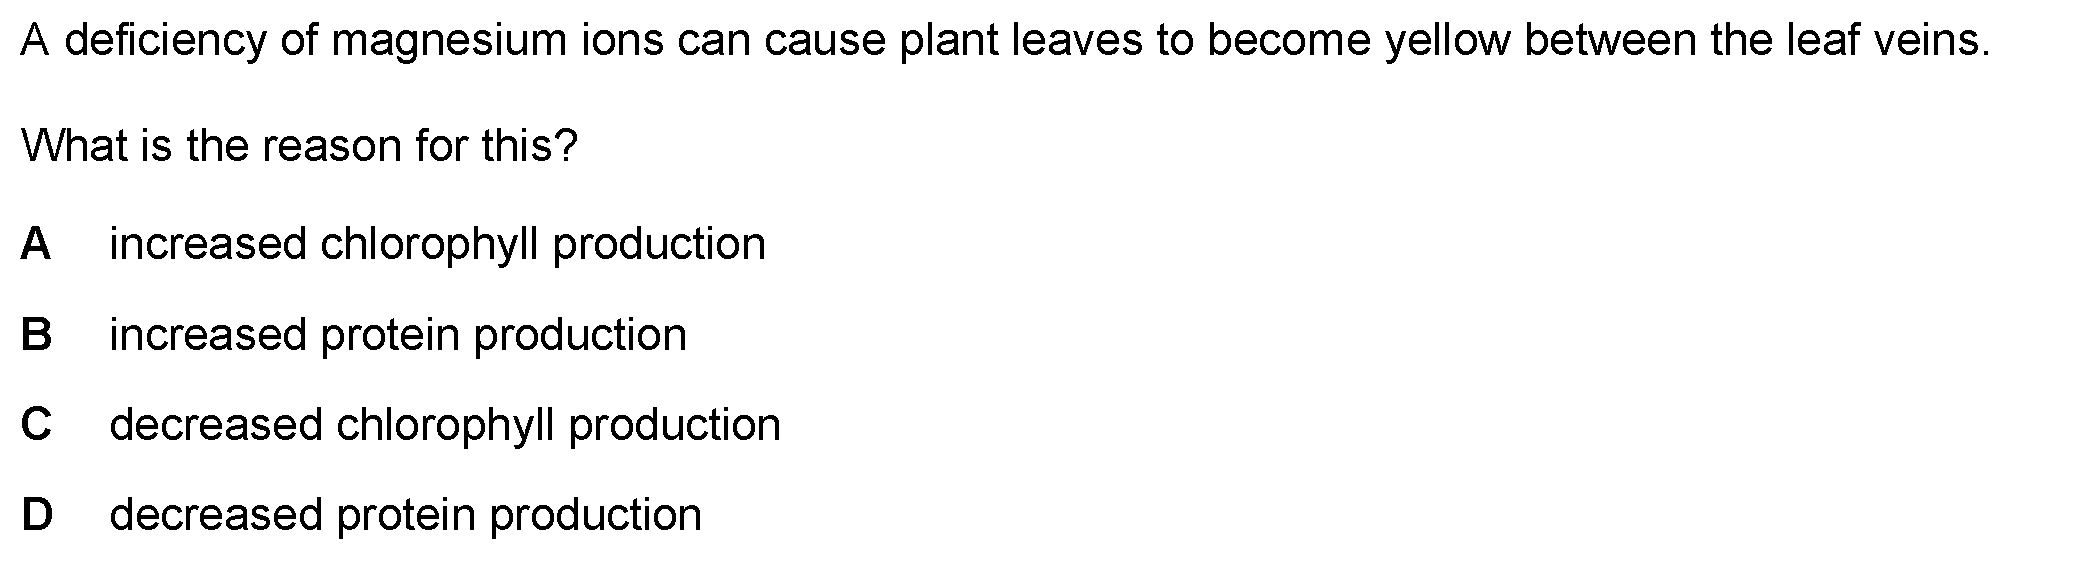 A deficiency of magnesium ions can cause plant leaves to become yellow between the leaf veins.
What is the reason for this?
A increased chlorophyll production
B increased protein production
C decreased chlorophyll production
D decreased protein production